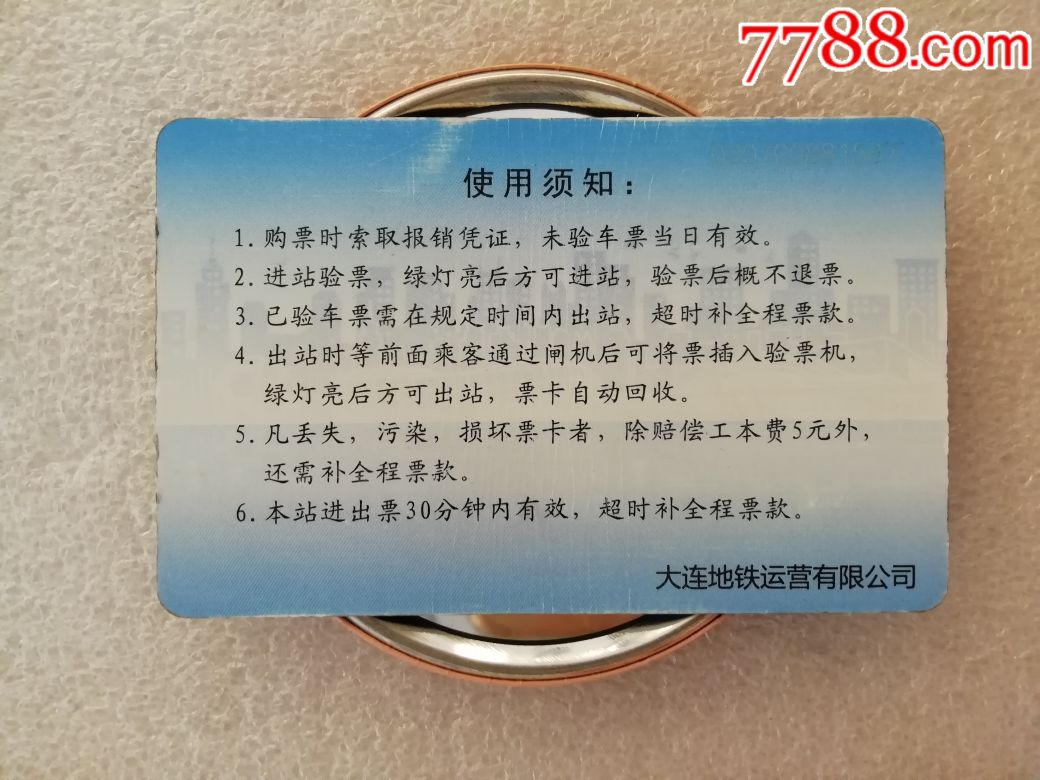 7788.com
使用须知：
1. 购票时索取报销凭证，未验车票当日有效。
2. 进站验票，绿灯亮后方可进站，验票后概不退票。
3. 已验车票需在规定时间内出站，超时补全程票款。
4. 出站时等前面乘客通过闸机后可将票插入验票机，
绿灯亮后方可出站，票卡自动回收。
5. 凡丢失，污染，损坏票卡者，除赔偿工本费5元外，
还需补全程票款。
6. 本站进出票30分钟内有效，超时补全程票款。
大连地铁运营有限公司